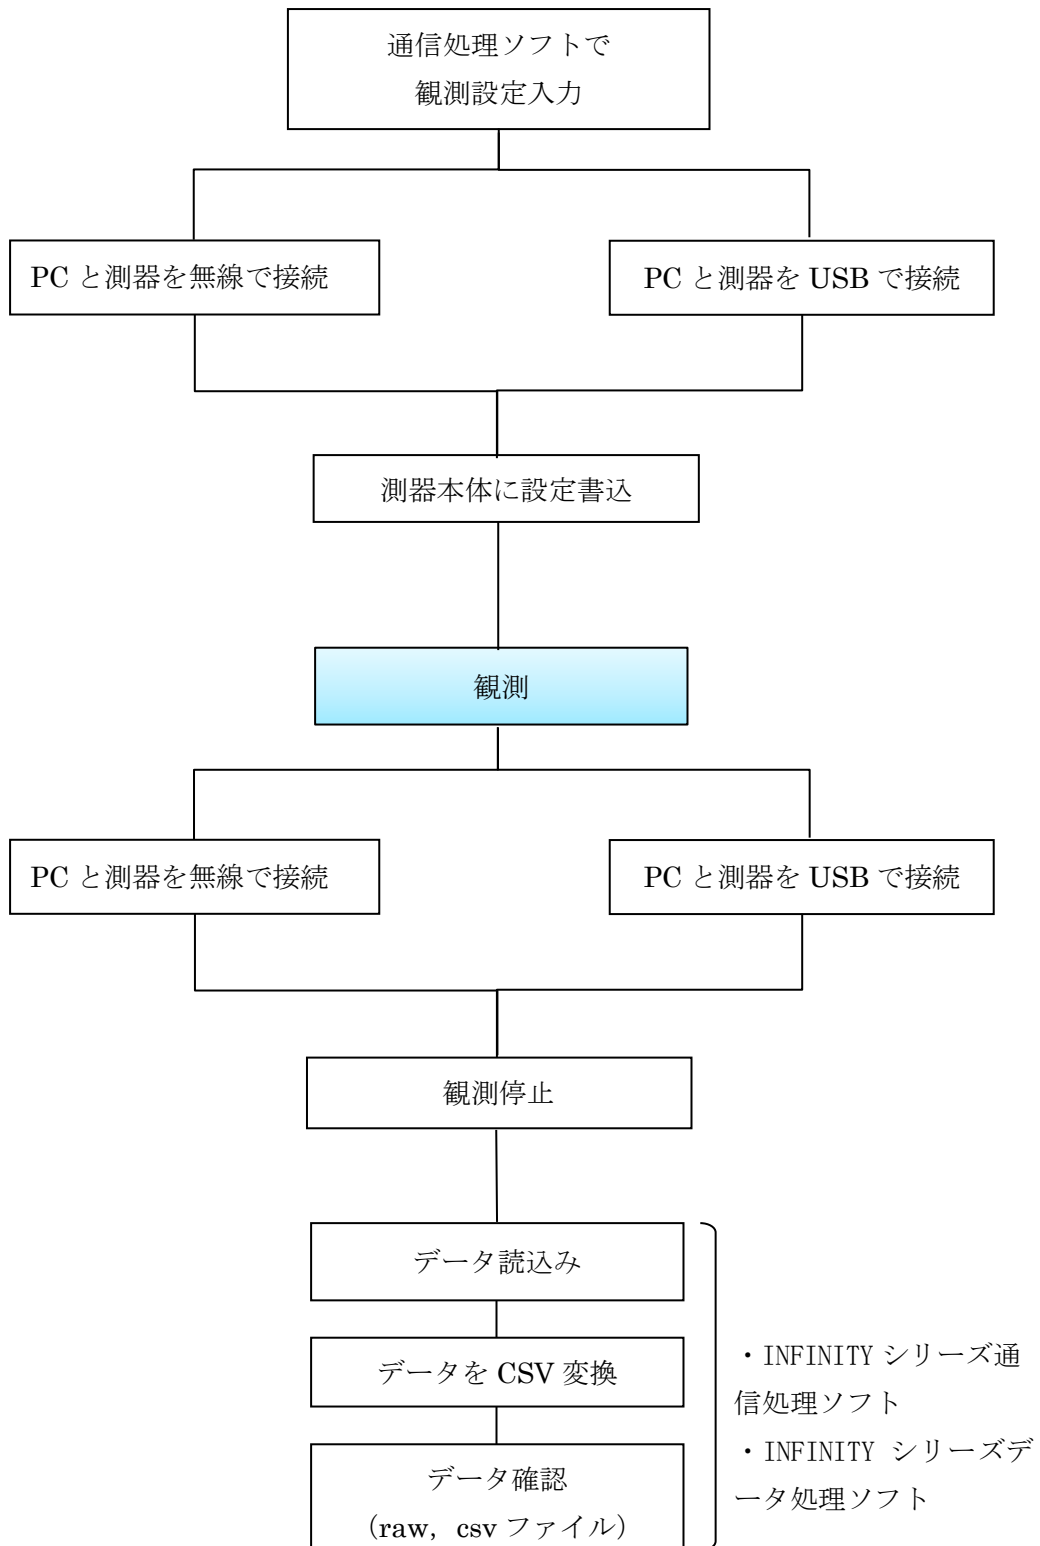 通信処理ソフトで
観測設定入力
PC と測器を無線で接続
PC と測器を USB で接続
測器本体に設定書込
観測
PC と測器を無線で接続
PC と測器を USB で接続
観測停止
データ読込み
データを CSV 変換
データ確認
（raw，csv ファイル）
・INFINITY シリーズ通
信処理ソフト
・INFINITY シリーズデ
ータ処理ソフト